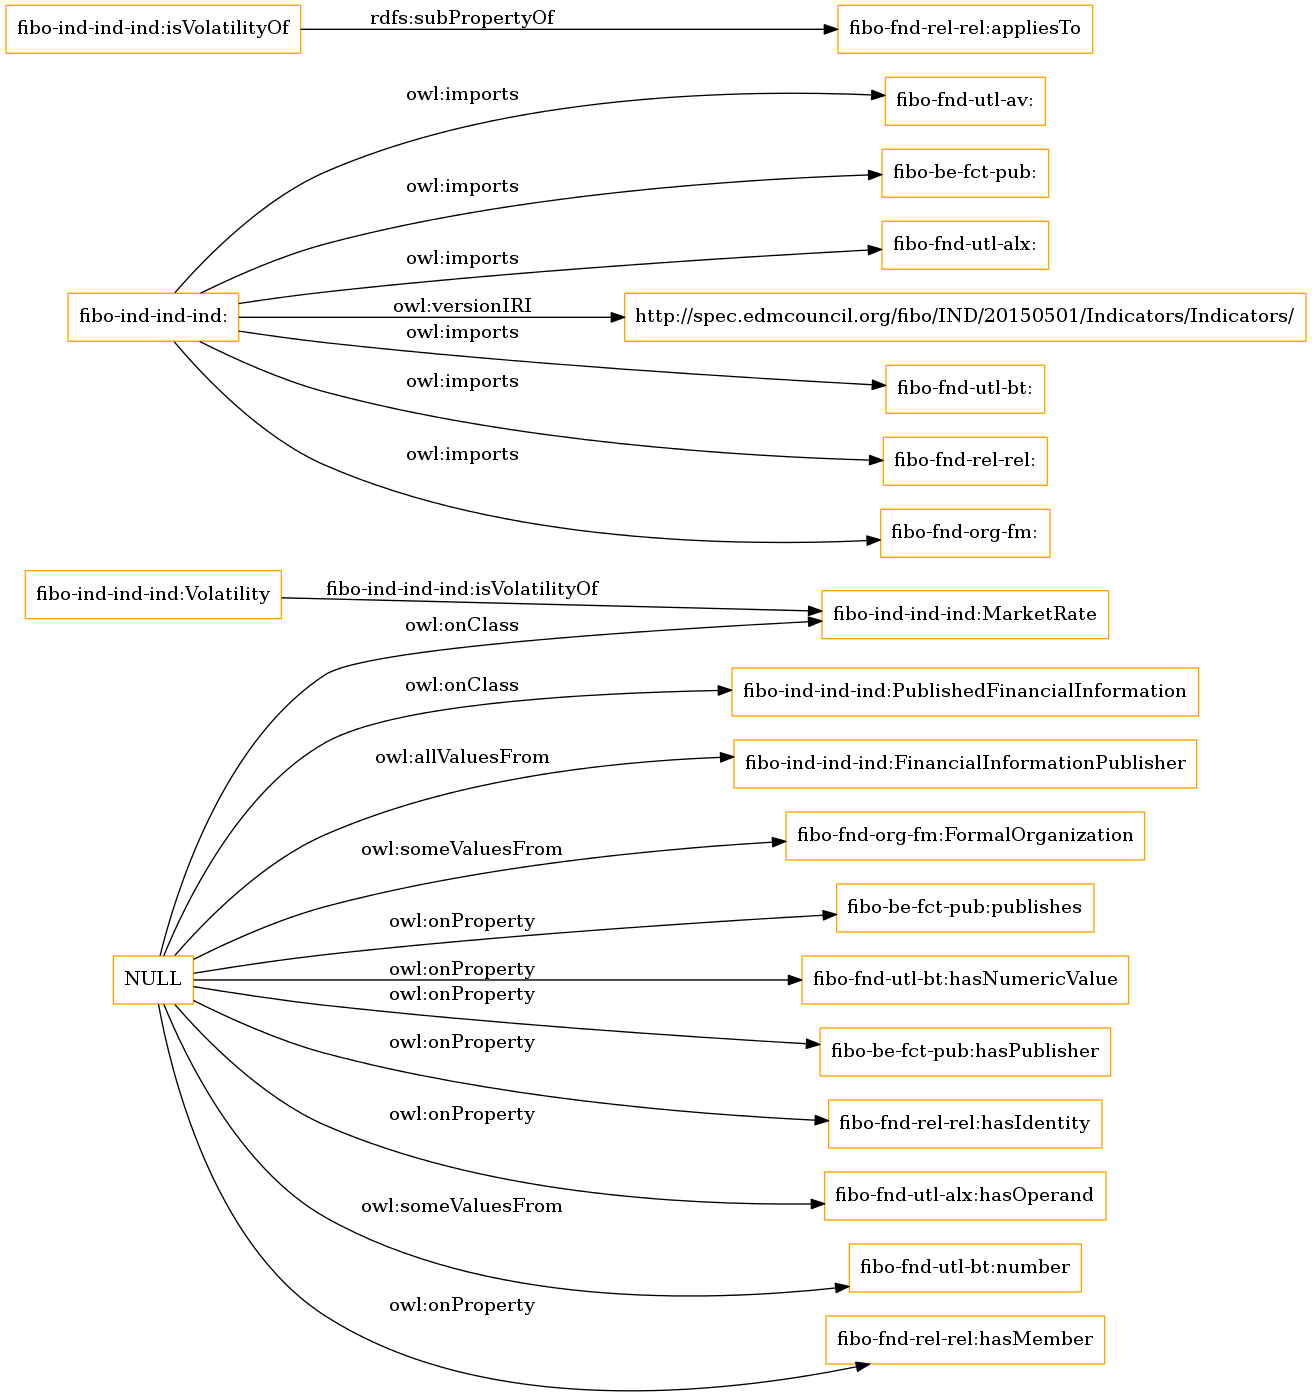 fibo-ind-ind-ind:isVolatilityOf
rdfs:subPropertyOf
fibo-fnd-rel-rel:appliesTo
owl:imports
fibo-fnd-utl-av:
owl:imports
fibo-be-fct-pub:
owl:imports
fibo-fnd-utl-alx:
fibo-ind-ind-ind:
owl:versionIRI
http://spec.edmcouncil.org/fibo/IND/20150501/Indicators/Indicators/
owl:imports
fibo-fnd-utl-bt:
owl:imports
fibo-fnd-rel-rel:
owl:imports
fibo-fnd-org-fm:
fibo-ind-ind-ind:Volatility
fibo-ind-ind-ind:isVolatilityOf
fibo-ind-ind-ind:MarketRate
owl:onClass
owl:onClass
fibo-ind-ind-ind:PublishedFinancialInformation
owl:allValuesFrom
fibo-ind-ind-ind:FinancialInformationPublisher
owl:someValuesFrom
fibo-fnd-org-fm:FormalOrganization
owl:onProperty
fibo-be-fct-pub:publishes
NULL
owl:onProperty
fibo-fnd-utl-bt:hasNumericValue
owl:onProperty
fibo-be-fct-pub:hasPublisher
owl:onProperty
fibo-fnd-rel-rel:hasIdentity
owl:onProperty
fibo-fnd-utl-alx:hasOperand
owl:someValuesFrom
fibo-fnd-utl-bt:number
owl:onProperty
fibo-fnd-rel-rel:hasMember